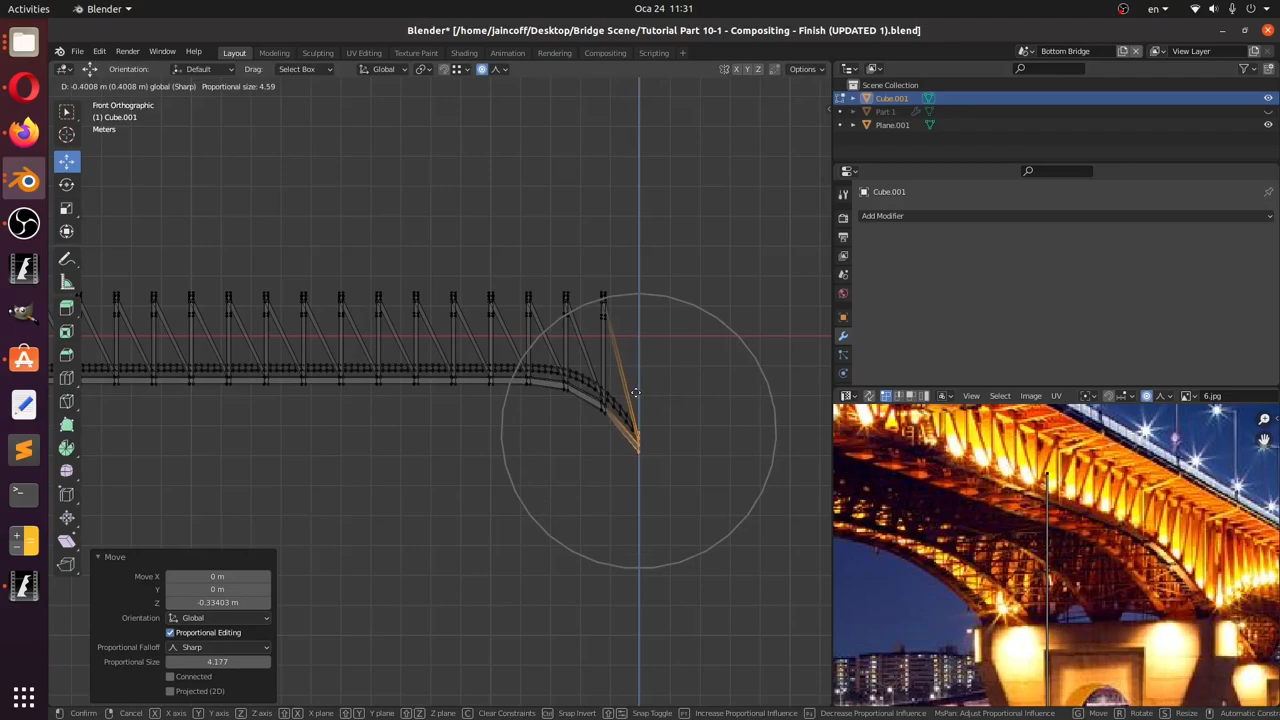 Activities Blender Oca 24 11:31 en
Blender* [/home/jaincoff/Desktop/Bridge Scene/Tutorial Part 10-1 - Compositing - Finish (UPDATED 1).blend]
File Edit Render Window Help Layout Modeling Sculpting UV Editing Texture Paint Shading Animation Rendering Compositing Scripting + Bottom Bridge View Layer
Orientation: Default Drag: Select Box Global X Y Z Options
D: -0.4008 m (0.4008 m) global (Sharp) Proportional size: 4.59
Scene Collection
Front Orthographic
(1) Cube.001
Meters
Cube.001
Part 1
Plane.001
Cube.001
Add Modifier
View Select Image UV 6.jpg
Move
Move X 0 m
Y 0 m
Z -0.33403 m
Orientation Global
Proportional Editing
Proportional Falloff Sharp
Proportional Size 4.177
Connected
Projected (2D)
Confirm Cancel X X axis Y Y axis Z Z axis X X plane Y Y plane Z Z plane C Clear Constraints Snap Invert Snap Toggle Increase Proportional Influence Decrease Proportional Influence MsPan: Adjust Proportional Influence G Move R Rotate S Resize Automatic Const